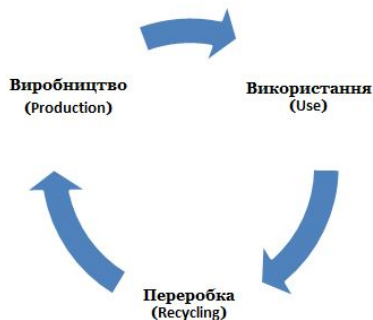 Виробництво
(Production)
Використання
(Use)
Переробка
(Recycling)